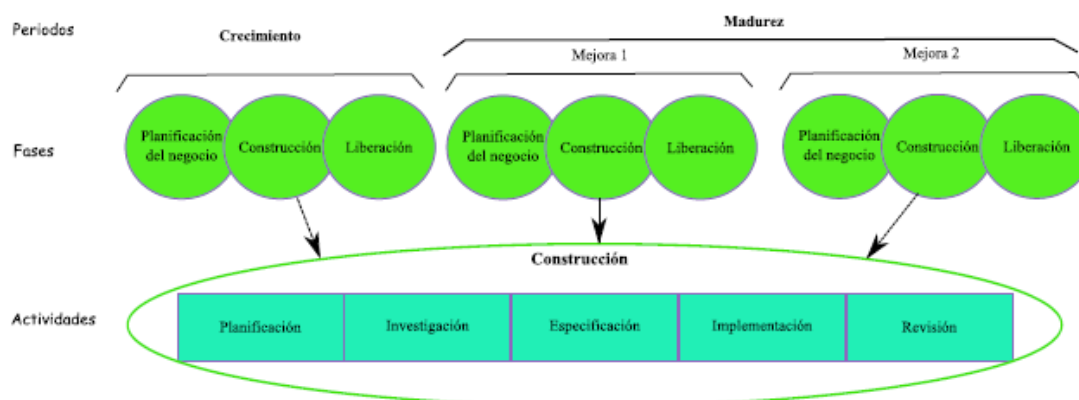 Periodos
Crecimiento
Madurez
Mejora 1
Mejora 2
Fases
Planificación
del negocio
Construcción
Liberación
Planificación
del negocio
Construcción
Liberación
Planificación
del negocio
Construcción
Liberación
Construcción
Actividades
Planificación
Investigación
Especificación
Implementación
Revisión